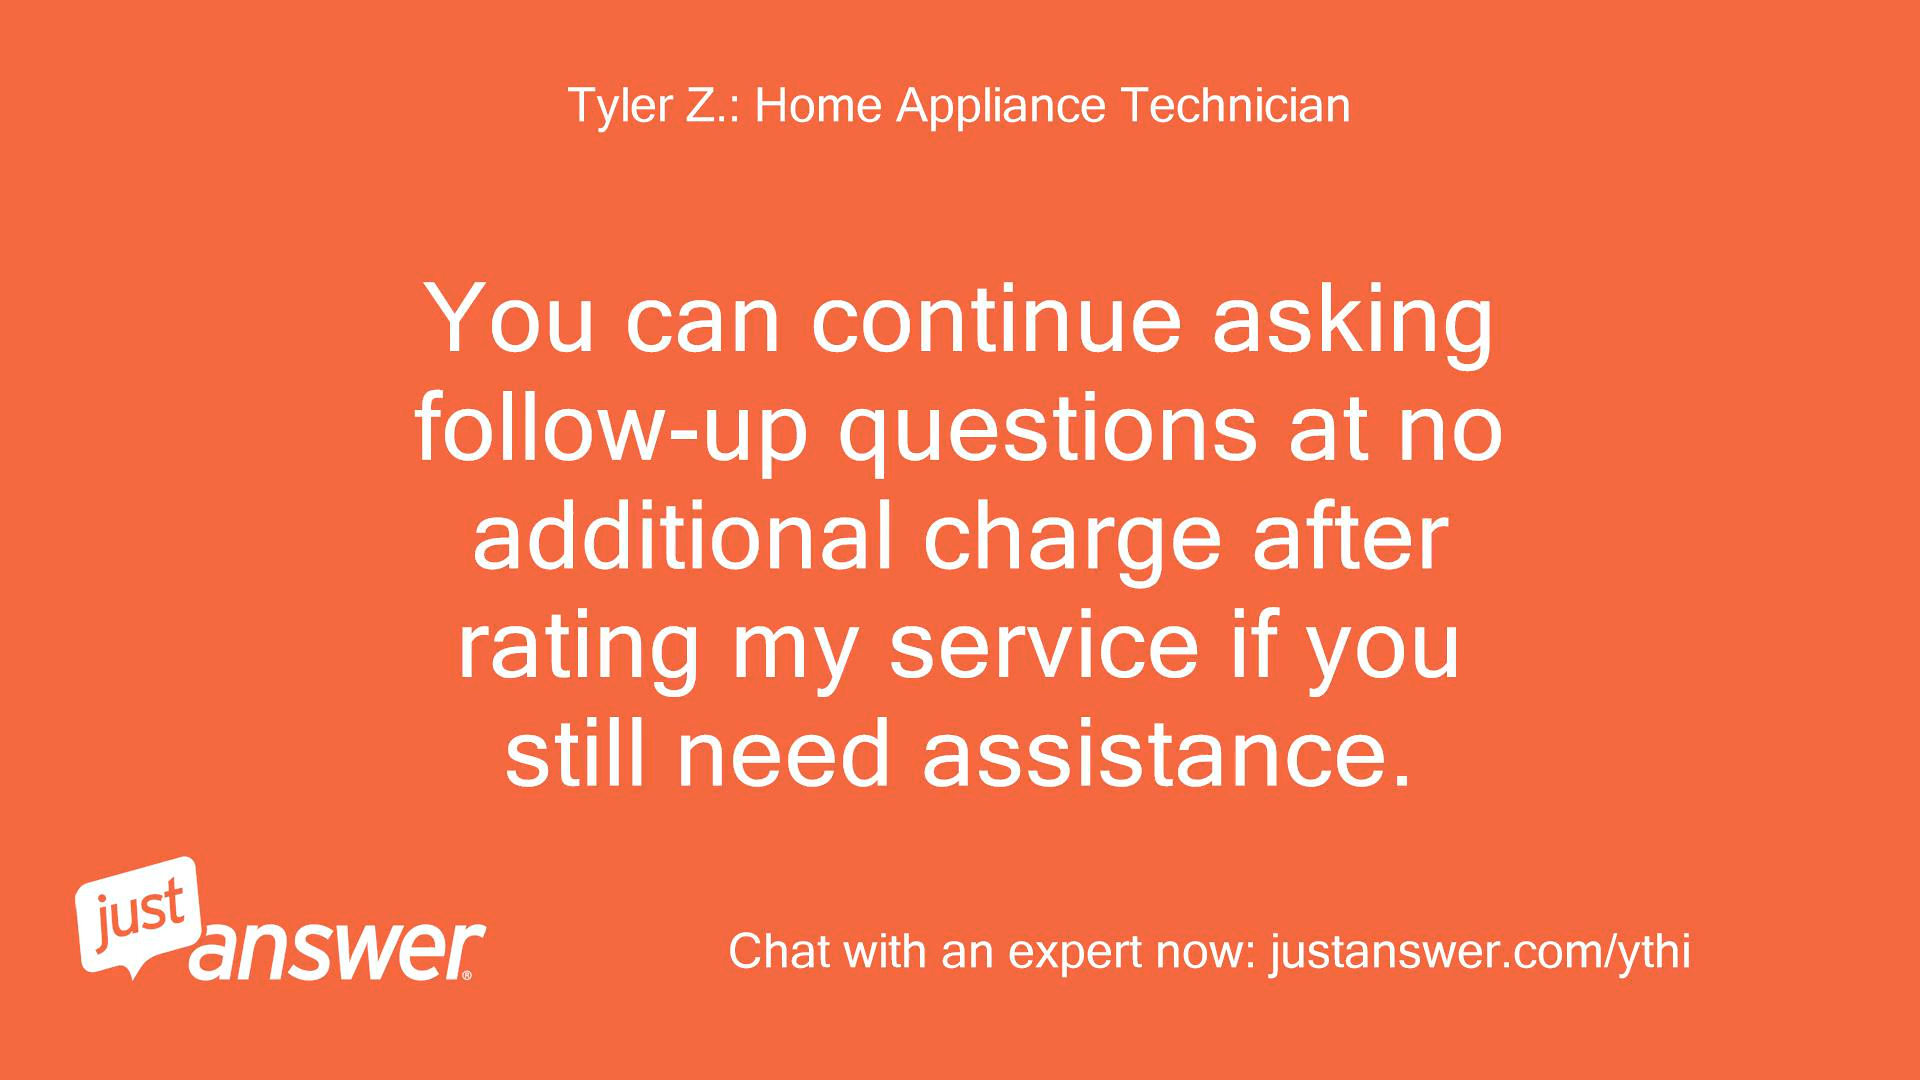 Tyler Z.: Home Appliance Technician
You can continue asking
follow-up questions at no
additional charge after
rating my service if you
still need assistance.
just
answer®
Chat with an expert now: justanswer.com/ythi